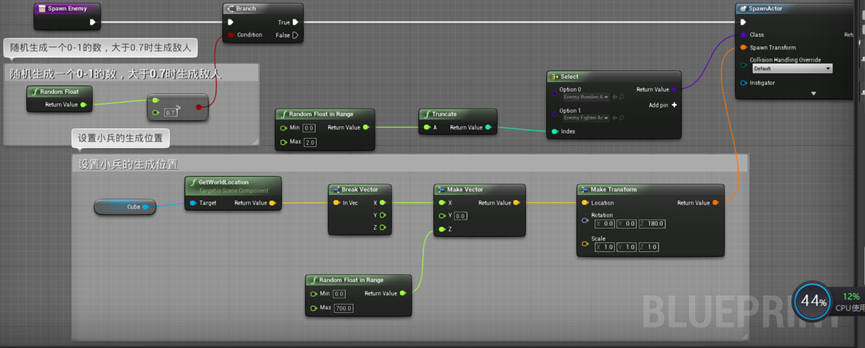 Spawn Enemy
Branch
True
Condition
False
SpawnActor
Class
Spawn Transform
Collision Handling Override
Default
Instigator
随机生成一个0-1的数,大于0.7时生成敌人
随机生成一个0-1的数,大于0.7时生成敌人
Random Float
Return Value
>
0.7
Random Float in Range
Min 0.0
Return Value
Max 2.0
Truncate
A
Return Value
Select
Option 0
Return Value
Add pin
Option 1
Index
设置小兵的生成位置
设置小兵的生成位置
Cube
GetWorldLocation
Target is Scene Component
Target
Return Value
Break Vector
In Vec
X
Y
Z
Make Vector
X
Return Value
Y 0.0
Z
Make Transform
Location
Return Value
Rotation
X 0.0 Y 0.0 Z 180.0
Scale
X 1.0 Y 1.0 Z 1.0
Random Float in Range
Min 0.0
Return Value
Max 700.0
BLUEPRINT
44%
12%
CPU使用